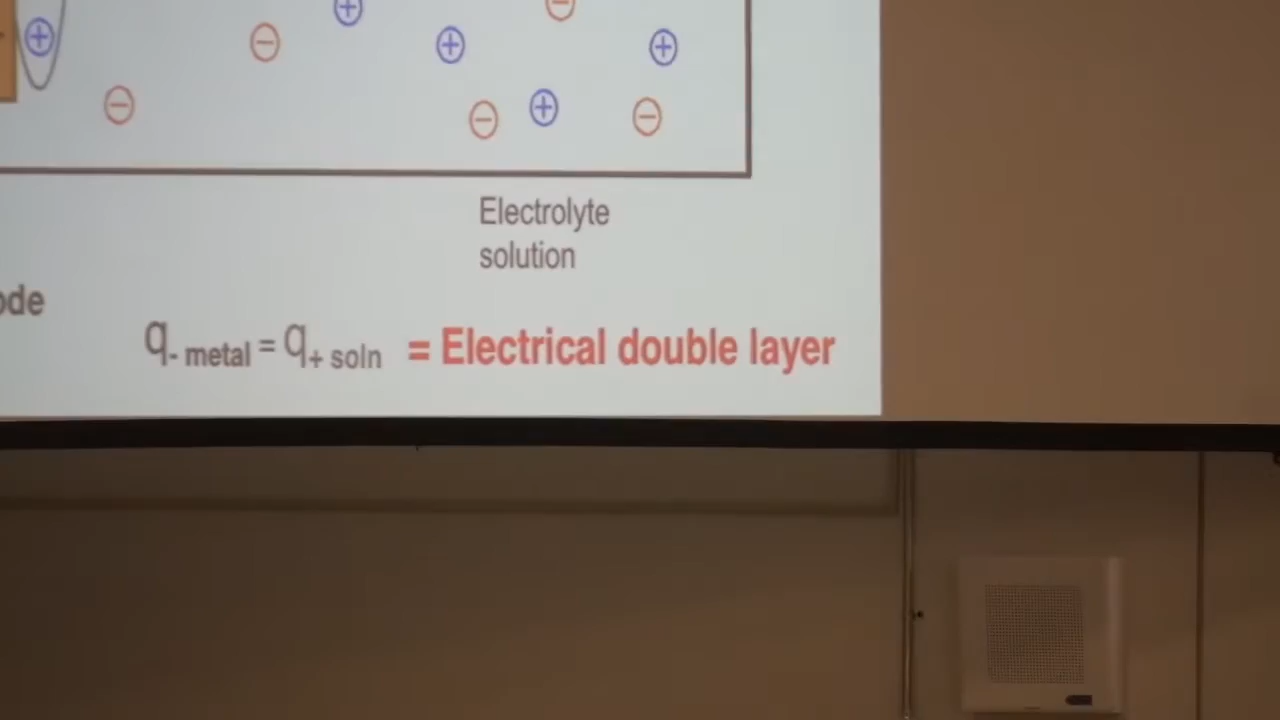 Electrolyte
solution
ode
q- metal = q+ soln = Electrical double layer